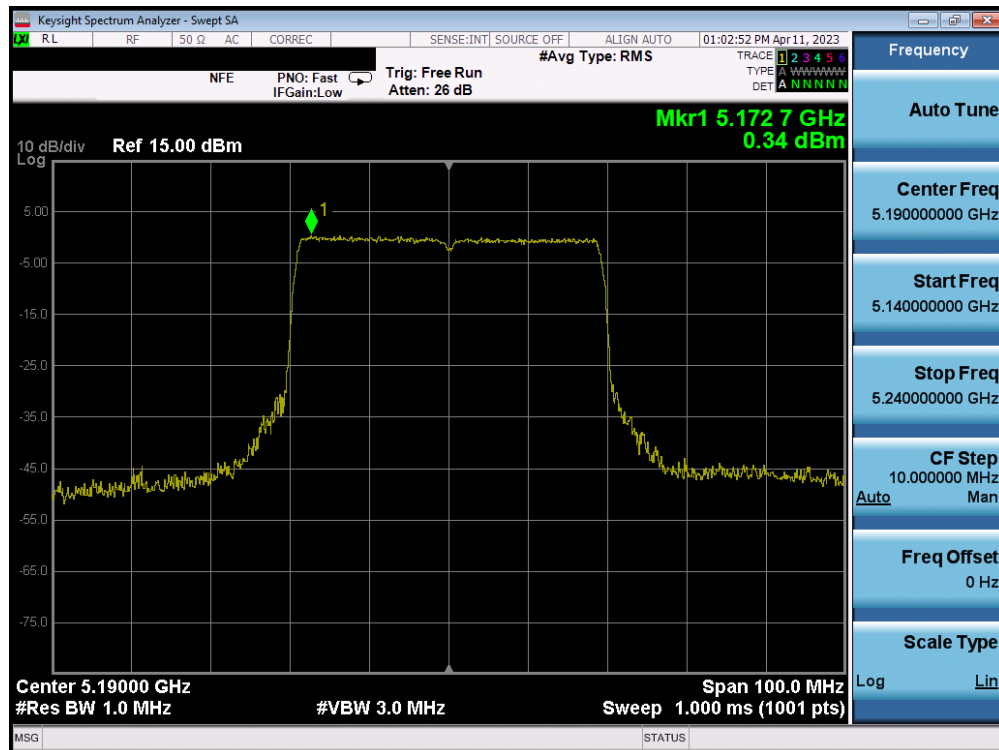 Keysight Spectrum Analyzer - Swept SA
LXI RL RF 50 Ω AC CORREC SENSE:INT SOURCE OFF ALIGN AUTO 01:02:52 PM Apr 11, 2023
Frequency
#Avg Type: RMS
TRACE 1 2 3 4 5 6
NFE PNO: Fast Trig: Free Run
TYPE A WWWWW
IFGain:Low Atten: 26 dB
DET A N N N N N
Mkr1 5.172 7 GHz
0.34 dBm
10 dB/div Ref 15.00 dBm
Log
1
5.00
-5.00
-15.0
-25.0
-35.0
-45.0
-55.0
-65.0
-75.0
Center 5.19000 GHz Span 100.0 MHz
#Res BW 1.0 MHz #VBW 3.0 MHz Sweep 1.000 ms (1001 pts)
MSG STATUS
Auto Tune
Center Freq
5.190000000 GHz
Start Freq
5.140000000 GHz
Stop Freq
5.240000000 GHz
CF Step
10.000000 MHz
Auto Man
Freq Offset
0 Hz
Scale Type
Log Lin